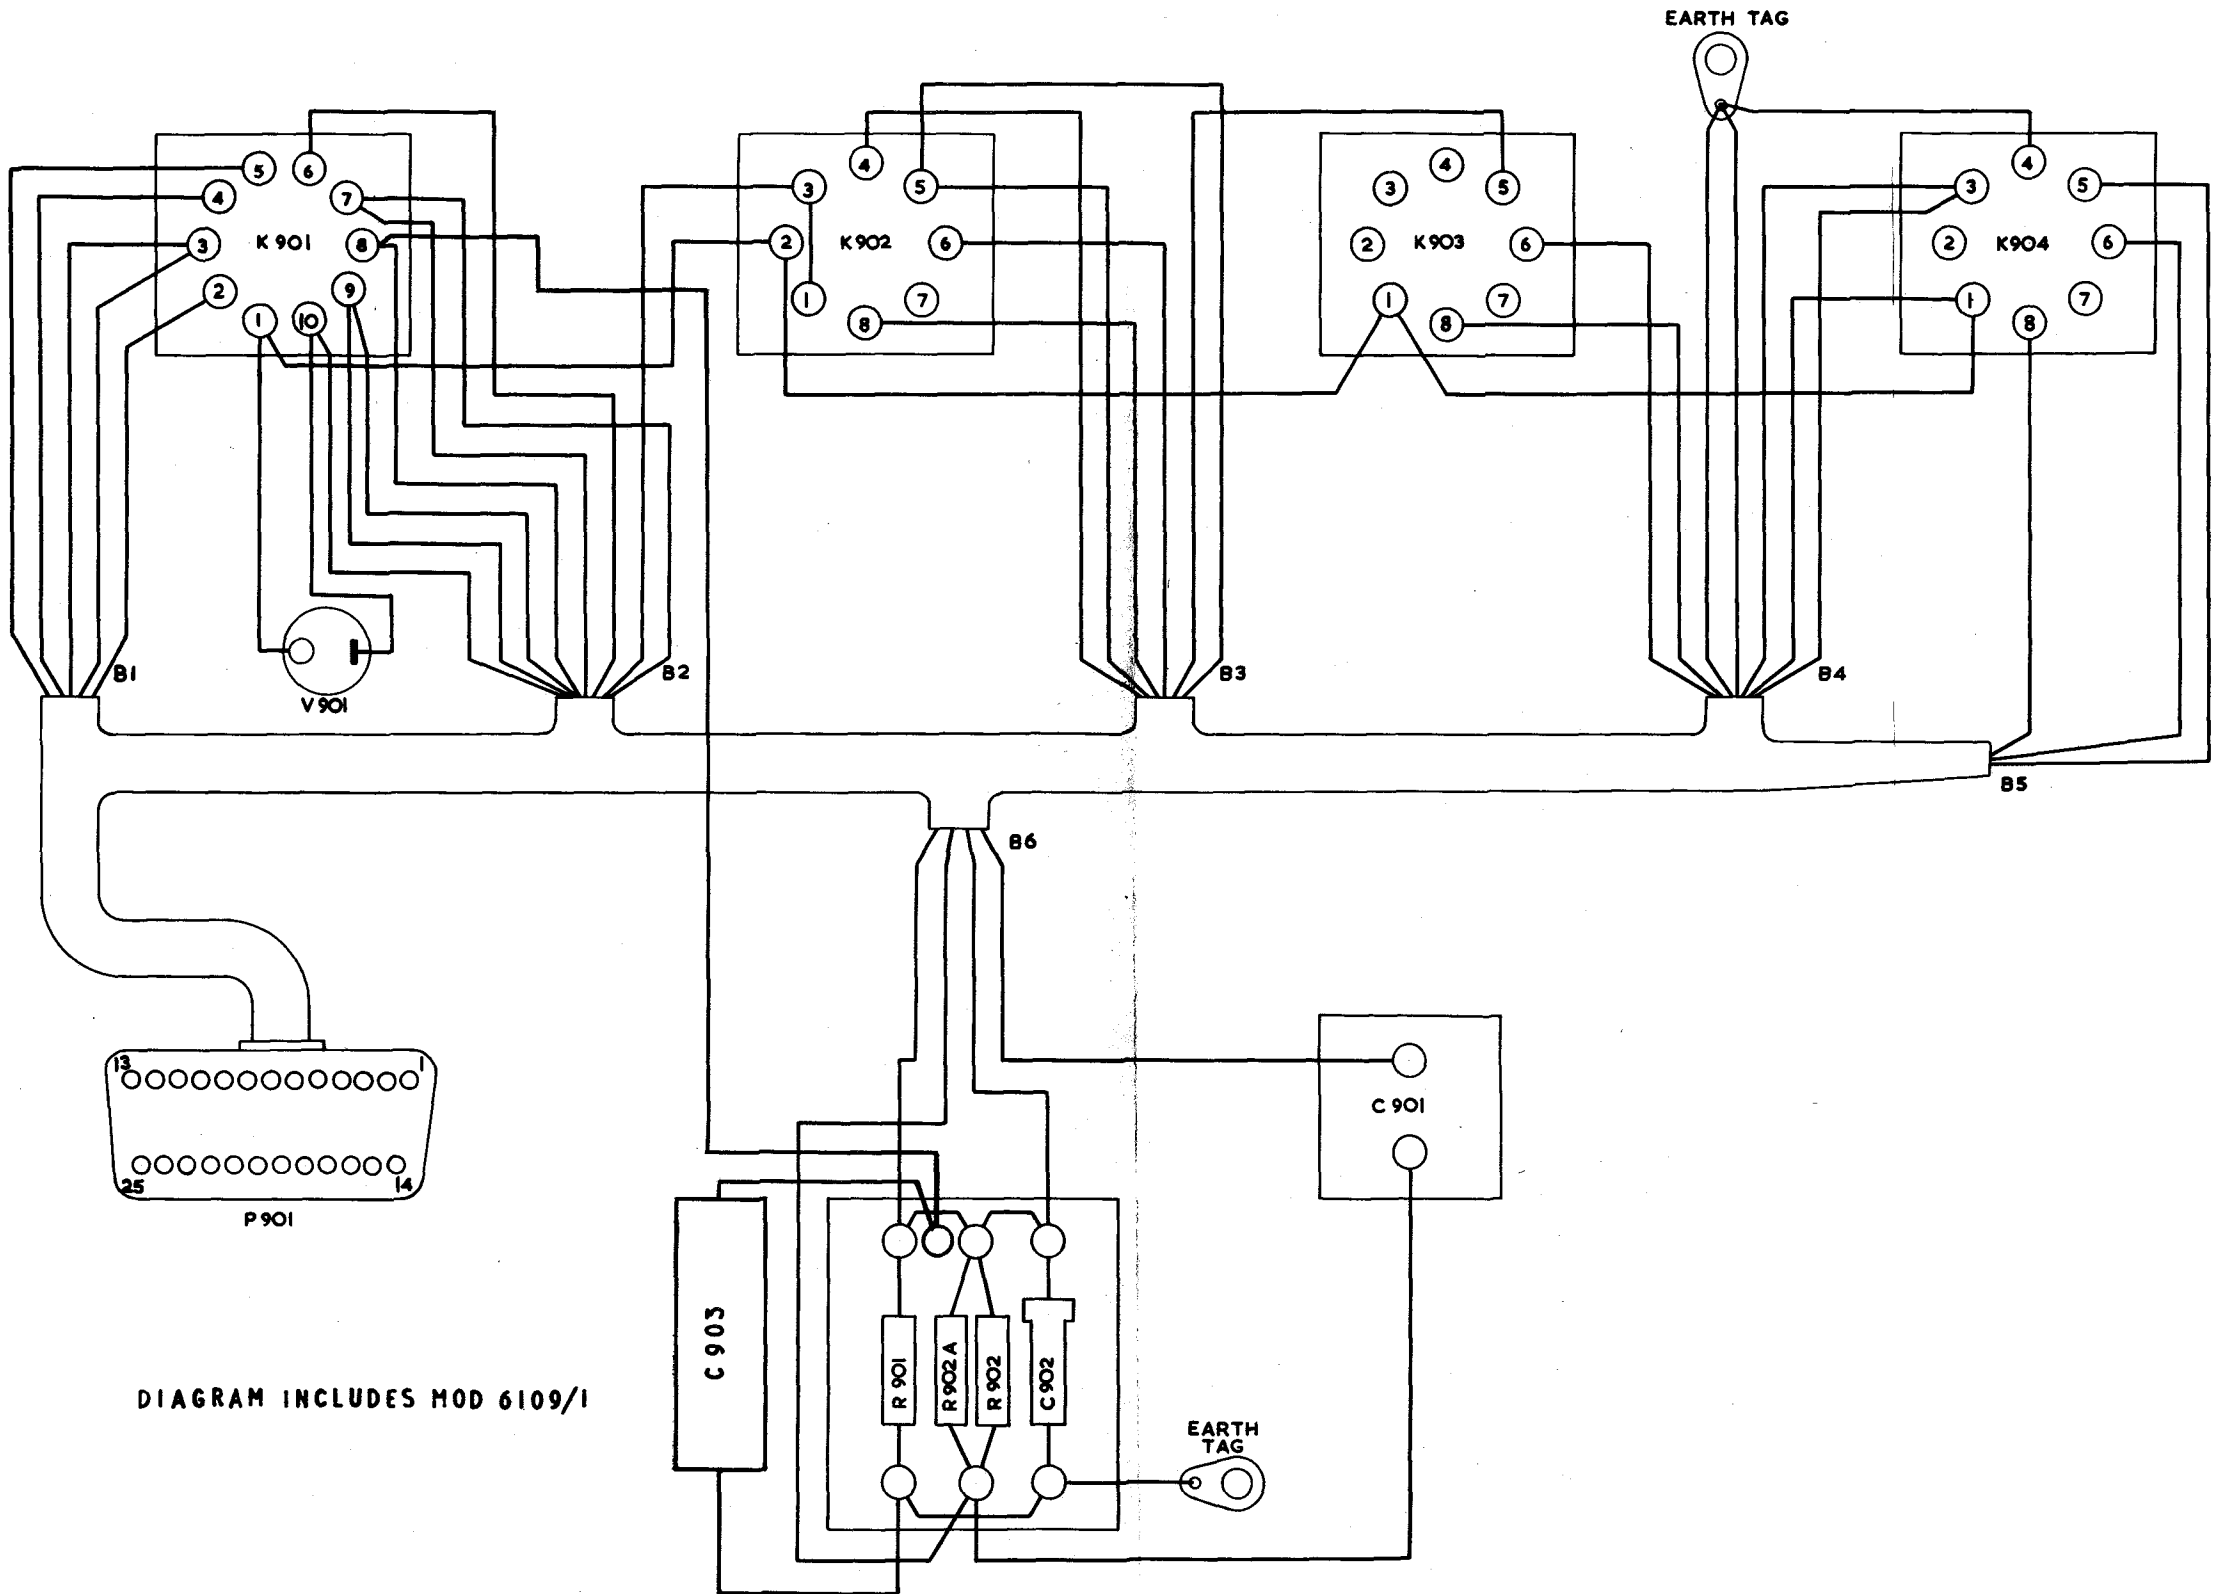 EARTH TAG
5 6
4 7
3 K901 8
2 9
1 10
4
3 5
2 K902 6
1 7
8
4
3 5
2 K903 6
1 7
8
4
3 5
2 K904 6
1 7
8
B1
V901
B2
B3
B4
B5
B6
13 1
25 14
P901
C901
C903
R901
R902A
R902
C902
EARTH
TAG
DIAGRAM INCLUDES MOD 6109/1